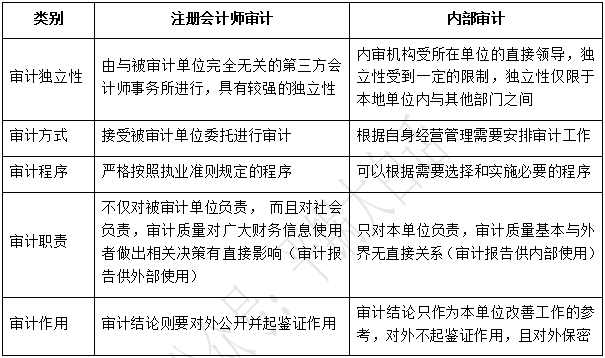 类别 注册会计师审计 内部审计
审计独立性
由与被审计单位完全无关的第三方会
计师事务所进行，具有较强的独立性
内审机构受所在单位的直接领导，独
立性受到一定的限制，独立性仅限于
本地单位内与其他部门之间
审计方式 接受被审计单位委托进行审计 根据自身经营管理需要安排审计工作
审计程序 严格按照执业准则规定的程序 可以根据需要选择和实施必要的程序
审计职责
不仅对被审计单位负责， 而且对社会
负责，审计质量对广大财务信息使用
者做出相关决策有直接影响（审计报
告供外部使用）
只对本单位负责，审计质量基本与外
界无直接关系（审计报告供内部使用）
审计作用
审计结论则要对外公开并起鉴证作用
审计结论只作为本单位改善工作的参
考，对外不起鉴证作用，且对外保密